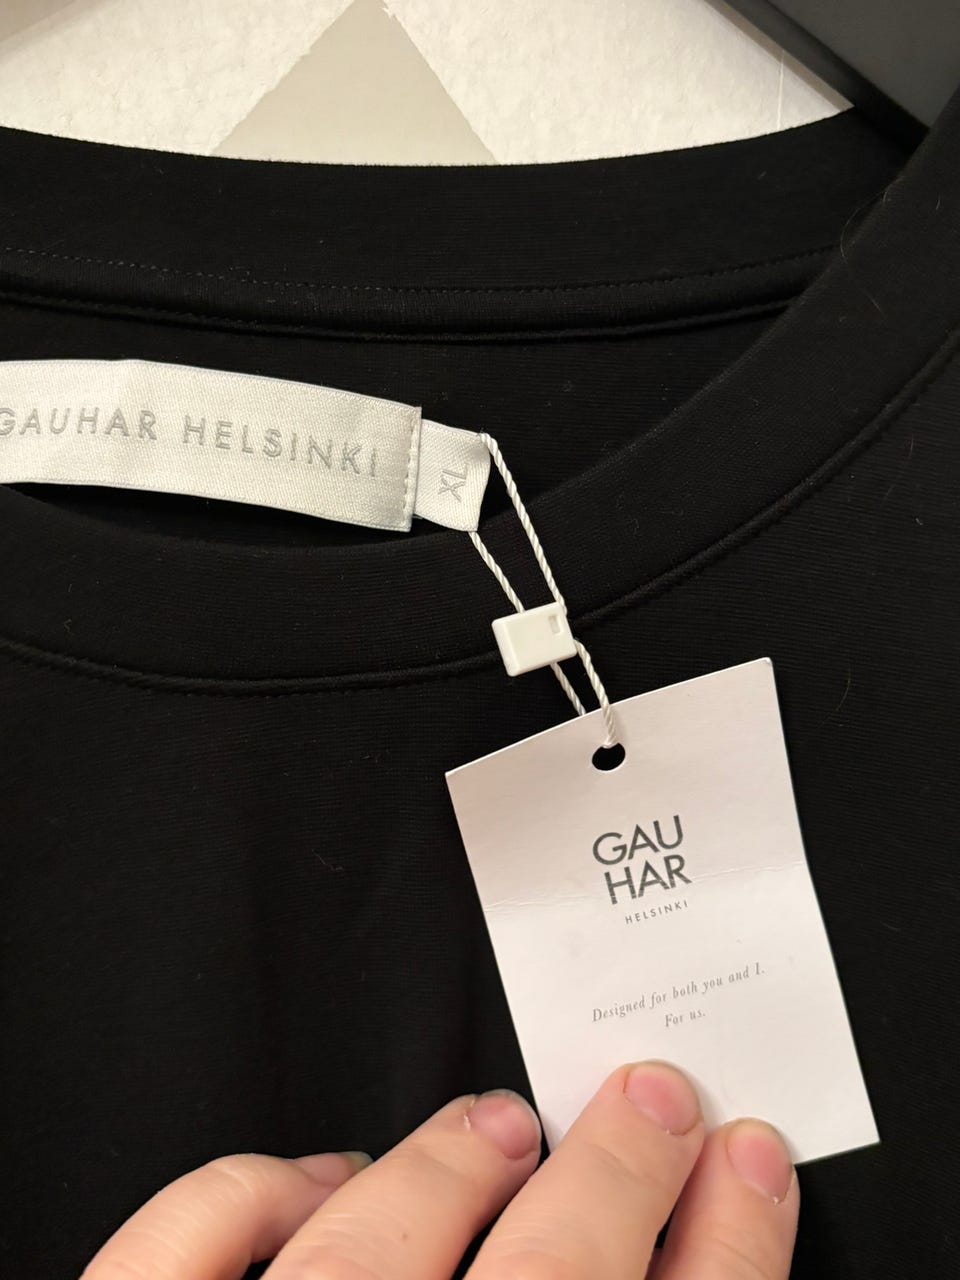 GAUHAR HELSINKI
XL
GAU
HAR
HELSINKI
Designed for both you and I.
For us.